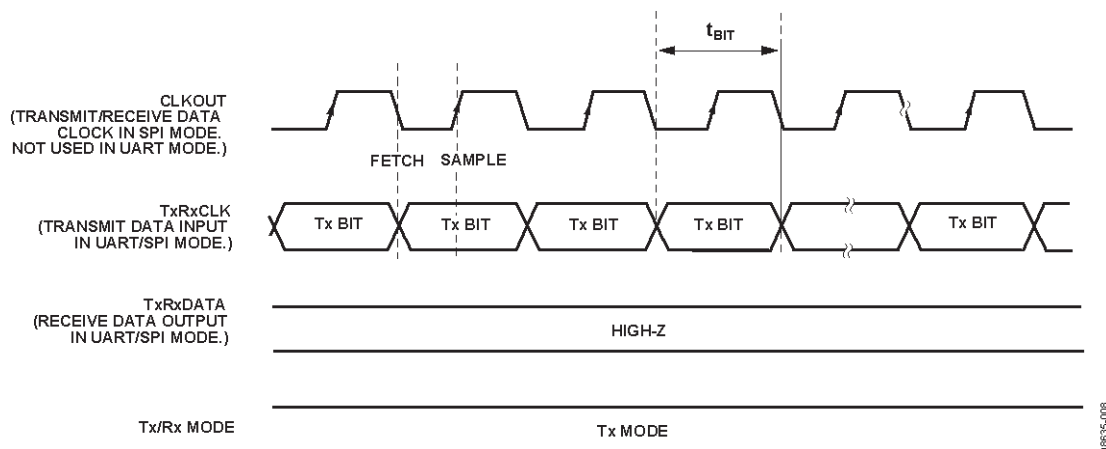 tBIT
CLKOUT
(TRANSMIT/RECEIVE DATA
CLOCK IN SPI MODE.
NOT USED IN UART MODE.)
FETCH SAMPLE
TxRxCLK
(TRANSMIT DATA INPUT
IN UART/SPI MODE.)
Tx BIT Tx BIT Tx BIT Tx BIT Tx BIT
TxRxDATA
(RECEIVE DATA OUTPUT
IN UART/SPI MODE.)
HIGH-Z
Tx/Rx MODE
Tx MODE
08635-008